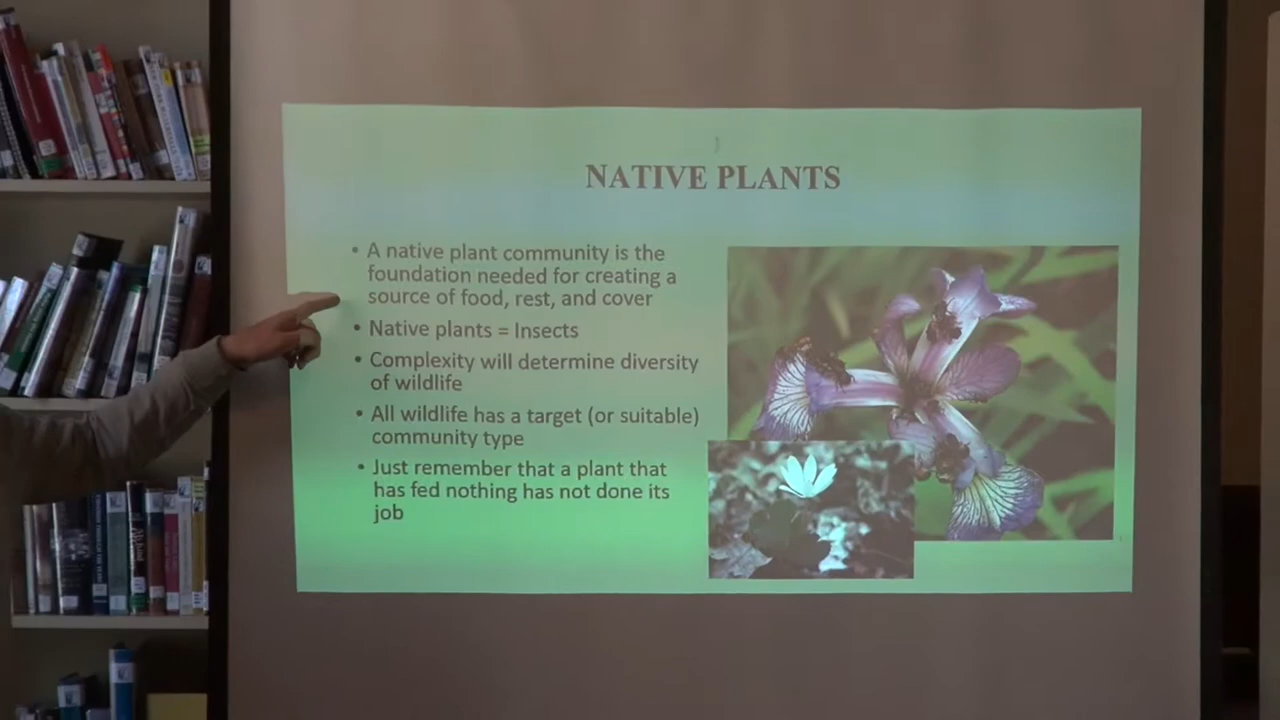 NATIVE PLANTS
• A native plant community is the
foundation needed for creating a
source of food, rest, and cover
• Native plants = Insects
• Complexity will determine diversity
of wildlife
• All wildlife has a target (or suitable)
community type
• Just remember that a plant that
has fed nothing has not done its
job